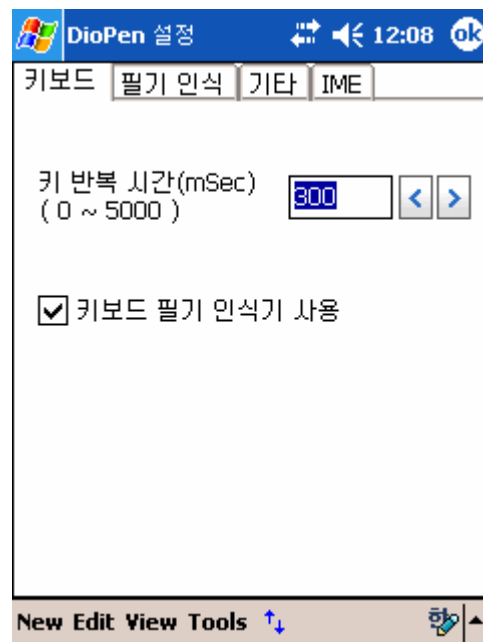 DioPen 설정 12:08 ok
키보드 필기 인식 기타 IME
키 반복 시간(mSec)
( 0 ~ 5000 )
300
키보드 필기 인식기 사용
New Edit View Tools
한